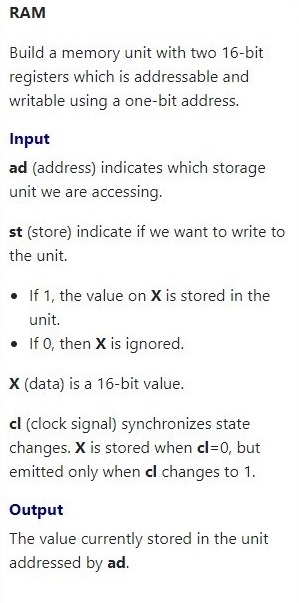 RAM
Build a memory unit with two 16-bit
registers which is addressable and
writable using a one-bit address.
Input
ad (address) indicates which storage
unit we are accessing.
st (store) indicate if we want to write to
the unit.
• If 1, the value on X is stored in the
unit.
• If 0, then X is ignored.
X (data) is a 16-bit value.
cl (clock signal) synchronizes state
changes. X is stored when cl=0, but
emitted only when cl changes to 1.
Output
The value currently stored in the unit
addressed by ad.